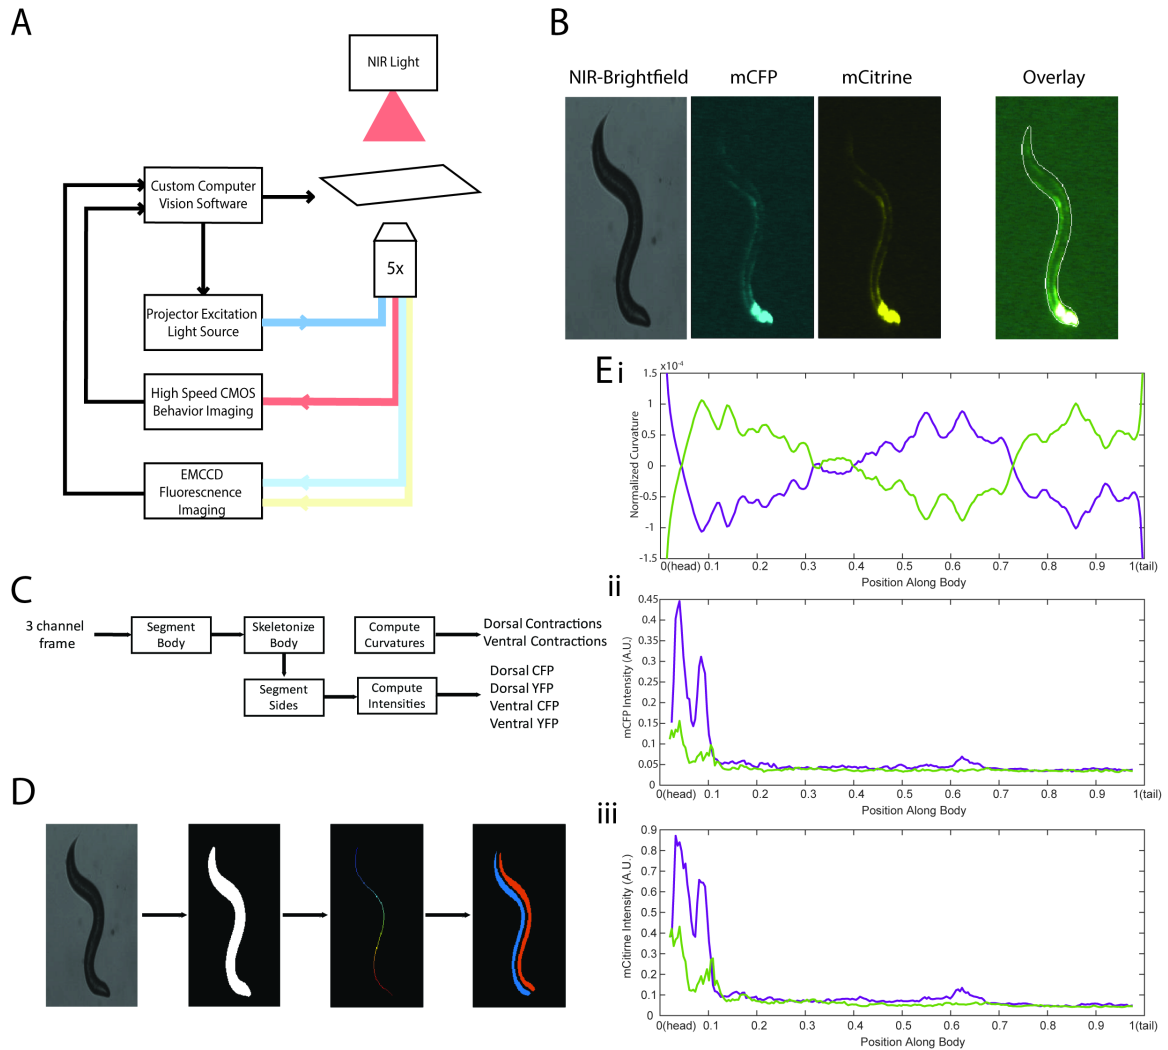 A
NIR Light
Custom Computer
Vision Software
5x
Projector Excitation
Light Source
High Speed CMOS
Behavior Imaging
EMCCD
Fluorescnence
Imaging
B
NIR-Brightfield
mCFP
mCitrine
Overlay
C
3 channel
frame
Segment
Body
Skeletonize
Body
Compute
Curvatures
Dorsal Contractions
Ventral Contractions
Segment
Sides
Compute
Intensities
Dorsal CFP
Dorsal YFP
Ventral CFP
Ventral YFP
D
E i
x10-4
1.5
1
0.5
0
-0.5
-1
-1.5
Normalized Curvature
0(head) 0.1 0.2 0.3 0.4 0.5 0.6 0.7 0.8 0.9 1(tail)
Position Along Body
ii
0.45
0.4
0.35
0.3
0.25
0.2
0.15
0.1
0.05
0
mCFP Intensity (A.U.)
0(head) 0.1 0.2 0.3 0.4 0.5 0.6 0.7 0.8 0.9 1(tail)
Position Along Body
iii
0.9
0.8
0.7
0.6
0.5
0.4
0.3
0.2
0.1
0
mCitirne Intensity (A.U.)
0(head) 0.1 0.2 0.3 0.4 0.5 0.6 0.7 0.8 0.9 1(tail)
Position Along Body